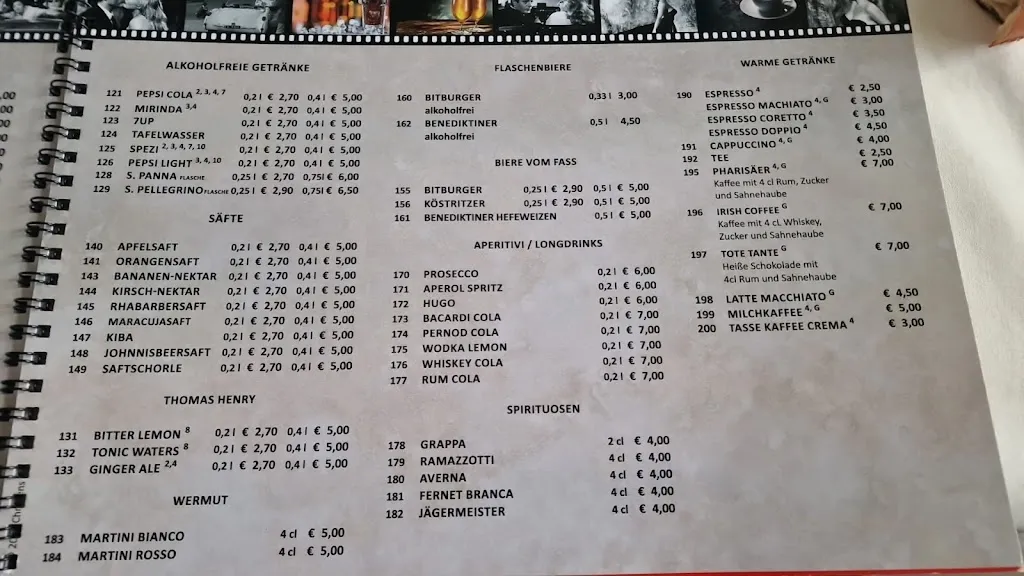 ALKOHOLFREIE GETRÄNKE
121 PEPSI COLA 2, 3, 4, 7 0,2 l € 2,70 0,4 l € 5,00
122 MIRINDA 3,4 0,2 l € 2,70 0,4 l € 5,00
123 7UP 0,2 l € 2,70 0,4 l € 5,00
124 TAFELWASSER 0,2 l € 2,70 0,4 l € 5,00
125 SPEZI 2, 3, 4, 7, 10 0,2 l € 2,70 0,4 l € 5,00
126 PEPSI LIGHT 3, 4, 10 0,2 l € 2,70 0,4 l € 5,00
128 S. PANNA FLASCHE 0,25 l € 2,70 0,75 l € 6,00
129 S. PELLEGRINO FLASCHE 0,25 l € 2,90 0,75 l € 6,50
SÄFTE
140 APFELSAFT 0,2 l € 2,70 0,4 l € 5,00
141 ORANGENSAFT 0,2 l € 2,70 0,4 l € 5,00
143 BANANEN-NEKTAR 0,2 l € 2,70 0,4 l € 5,00
144 KIRSCH-NEKTAR 0,2 l € 2,70 0,4 l € 5,00
145 RHABARBERSAFT 0,2 l € 2,70 0,4 l € 5,00
146 MARACUJASAFT 0,2 l € 2,70 0,4 l € 5,00
147 KIBA 0,2 l € 2,70 0,4 l € 5,00
148 JOHNNISBEERSAFT 0,2 l € 2,70 0,4 l € 5,00
149 SAFTSCHORLE 0,2 l € 2,70 0,4 l € 5,00
THOMAS HENRY
131 BITTER LEMON 8 0,2 l € 2,70 0,4 l € 5,00
132 TONIC WATERS 8 0,2 l € 2,70 0,4 l € 5,00
133 GINGER ALE 2,4 0,2 l € 2,70 0,4 l € 5,00
WERMUT
183 MARTINI BIANCO 4 cl € 5,00
184 MARTINI ROSSO 4 cl € 5,00
FLASCHENBIERE
160 BITBURGER 0,33 l 3,00
alkoholfrei
162 BENEDIKTINER 0,5 l 4,50
alkoholfrei
BIERE VOM FASS
155 BITBURGER 0,25 l € 2,90 0,5 l € 5,00
156 KÖSTRITZER 0,25 l € 2,90 0,5 l € 5,00
161 BENEDIKTINER HEFEWEIZEN 0,5 l € 5,00
APERITIVI / LONGDRINKS
170 PROSECCO 0,2 l € 6,00
171 APEROL SPRITZ 0,2 l € 6,00
172 HUGO 0,2 l € 6,00
173 BACARDI COLA 0,2 l € 7,00
174 PERNOD COLA 0,2 l € 7,00
175 WODKA LEMON 0,2 l € 7,00
176 WHISKEY COLA 0,2 l € 7,00
177 RUM COLA 0,2 l € 7,00
SPIRITUOSEN
178 GRAPPA 2 cl € 4,00
179 RAMAZZOTTI 4 cl € 4,00
180 AVERNA 4 cl € 4,00
181 FERNET BRANCA 4 cl € 4,00
182 JÄGERMEISTER 4 cl € 4,00
WARME GETRÄNKE
190 ESPRESSO 4 € 2,50
ESPRESSO MACHIATO 4, G € 3,00
ESPRESSO CORETTO 4 € 3,50
ESPRESSO DOPPIO 4 € 4,50
191 CAPPUCCINO 4, G € 4,00
192 TEE € 2,50
195 PHARISÄER 4, G € 7,00
Kaffee mit 4 cl Rum, Zucker
und Sahnehaube
196 IRISH COFFEE G € 7,00
Kaffee mit 4 cl Whiskey,
Zucker und Sahnehaube
197 TOTE TANTE G € 7,00
Heiße Schokolade mit
4cl Rum und Sahnehaube
198 LATTE MACCHIATO G € 4,50
199 MILCHKAFFEE 4, G € 5,00
200 TASSE KAFFEE CREMA 4 € 3,00